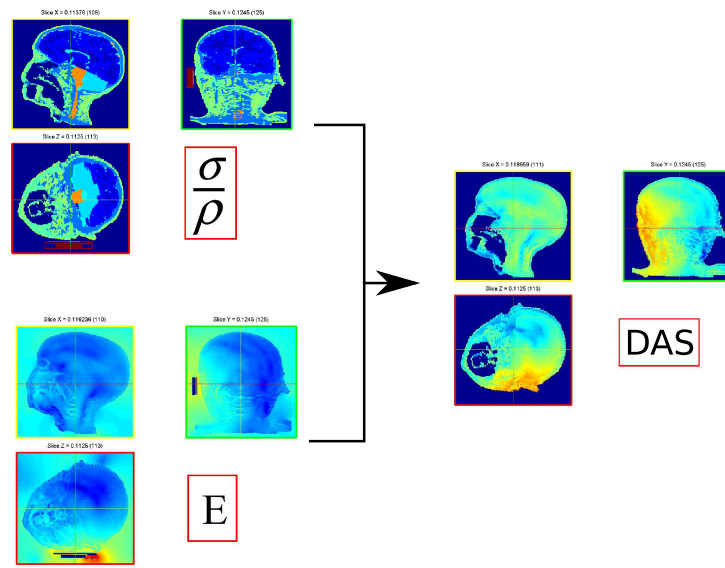 Slice X = 0.11376 (109)
Slice Y = 0.1245 (125)
Slice Z = 0.1125 (113)
σ
ρ
Slice X = 0.118959 (111)
Slice Y = 0.1245 (125)
Slice Z = 0.1125 (113)
DAS
Slice X = 0.116236 (110)
Slice Y = 0.1245 (125)
Slice Z = 0.1125 (113)
E